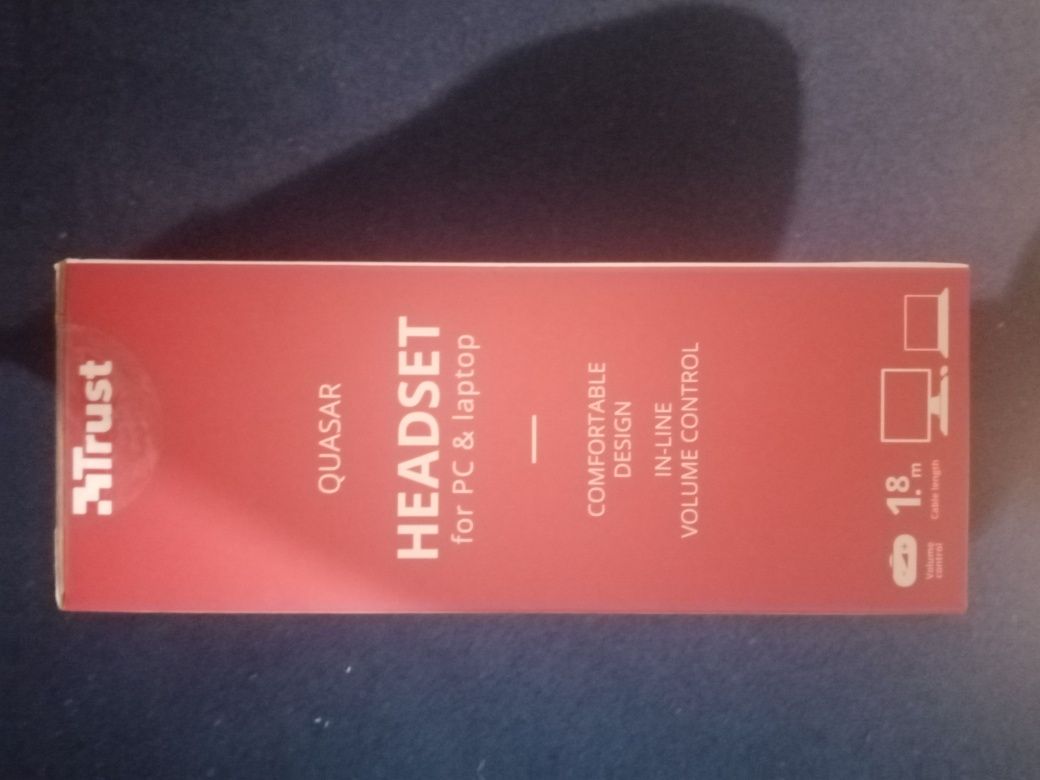 Trust
QUASAR
HEADSET
for PC & laptop
COMFORTABLE
DESIGN
IN-LINE
VOLUME CONTROL
Volume
control
1.8 m
Cable length